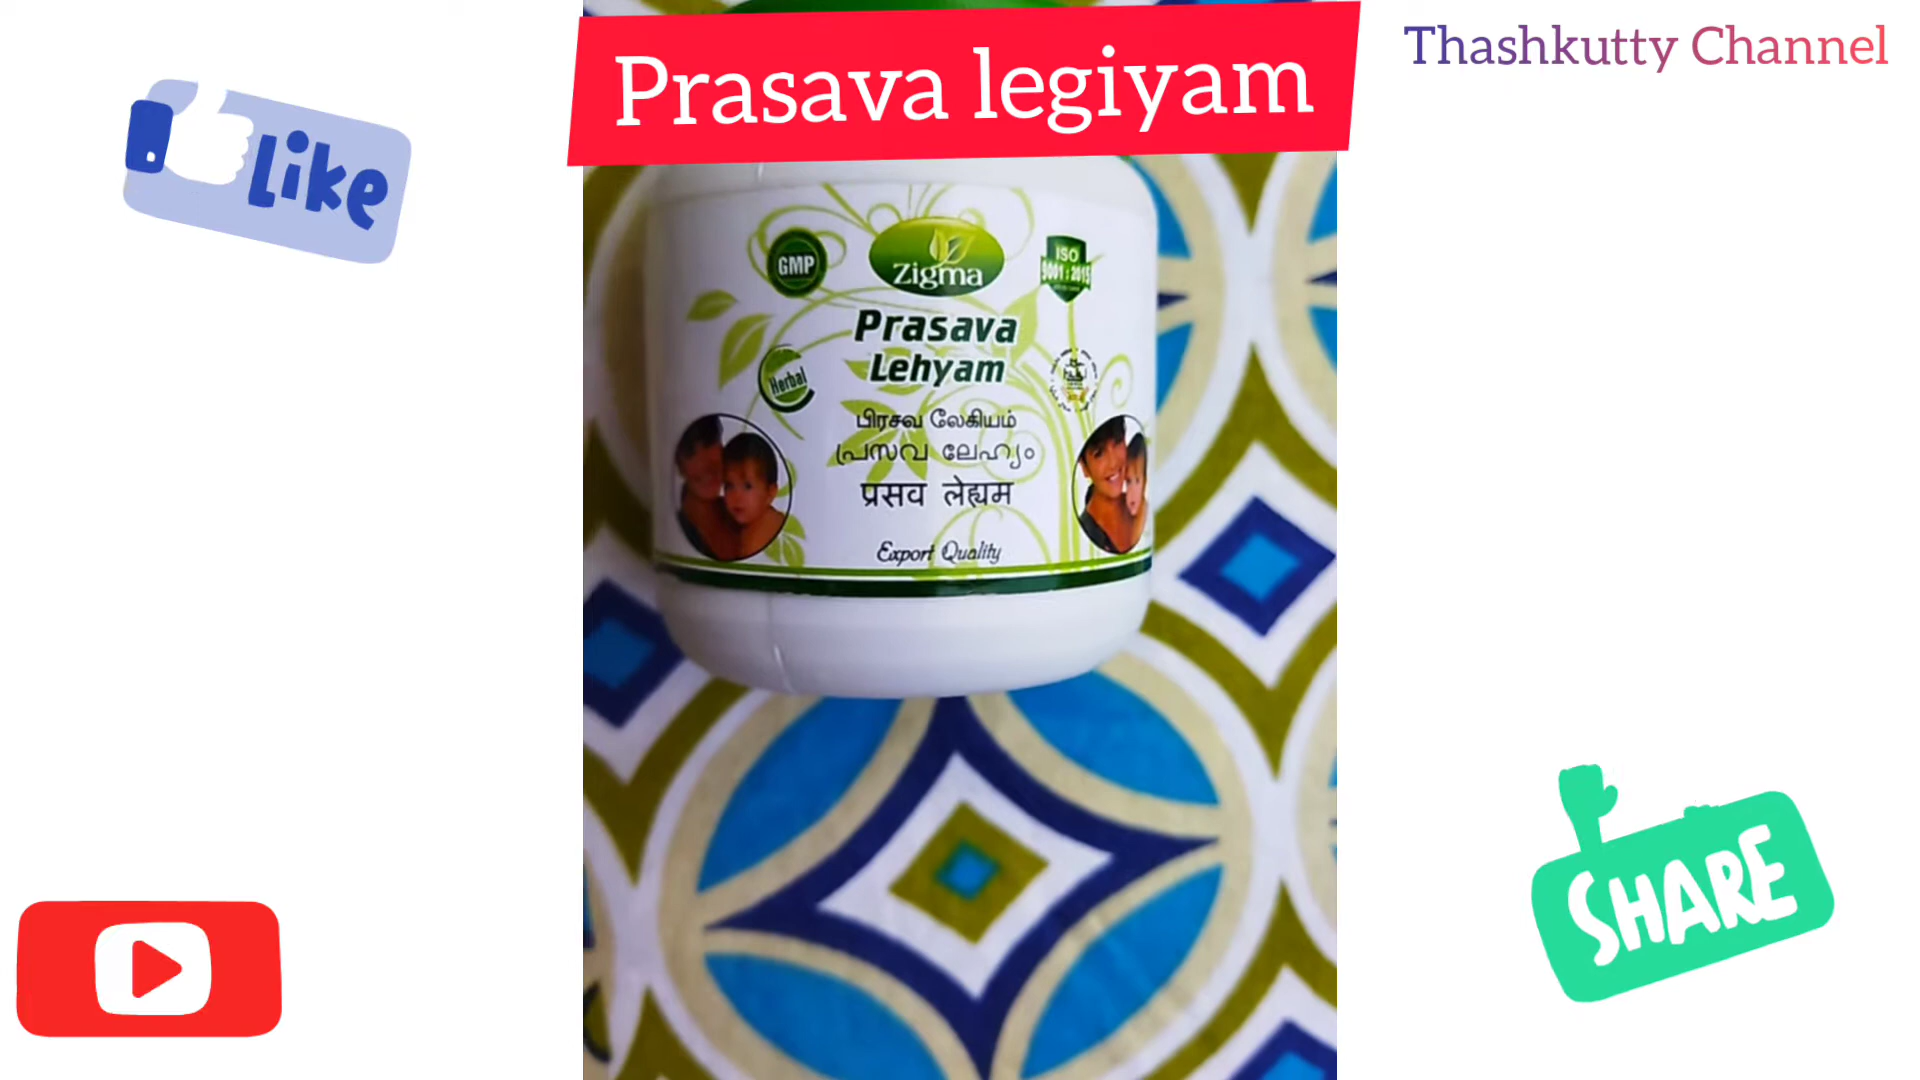 Prasava legiyam
Thashkutty Channel
Like
GMP
Zigma
ISO
9001:2015
Prasava
Lehyam
Herbal
பிரசவ லேகியம்
പ്രസവ ലേഹ്യം
प्रसव लेह्यम
Export Quality
SHARE